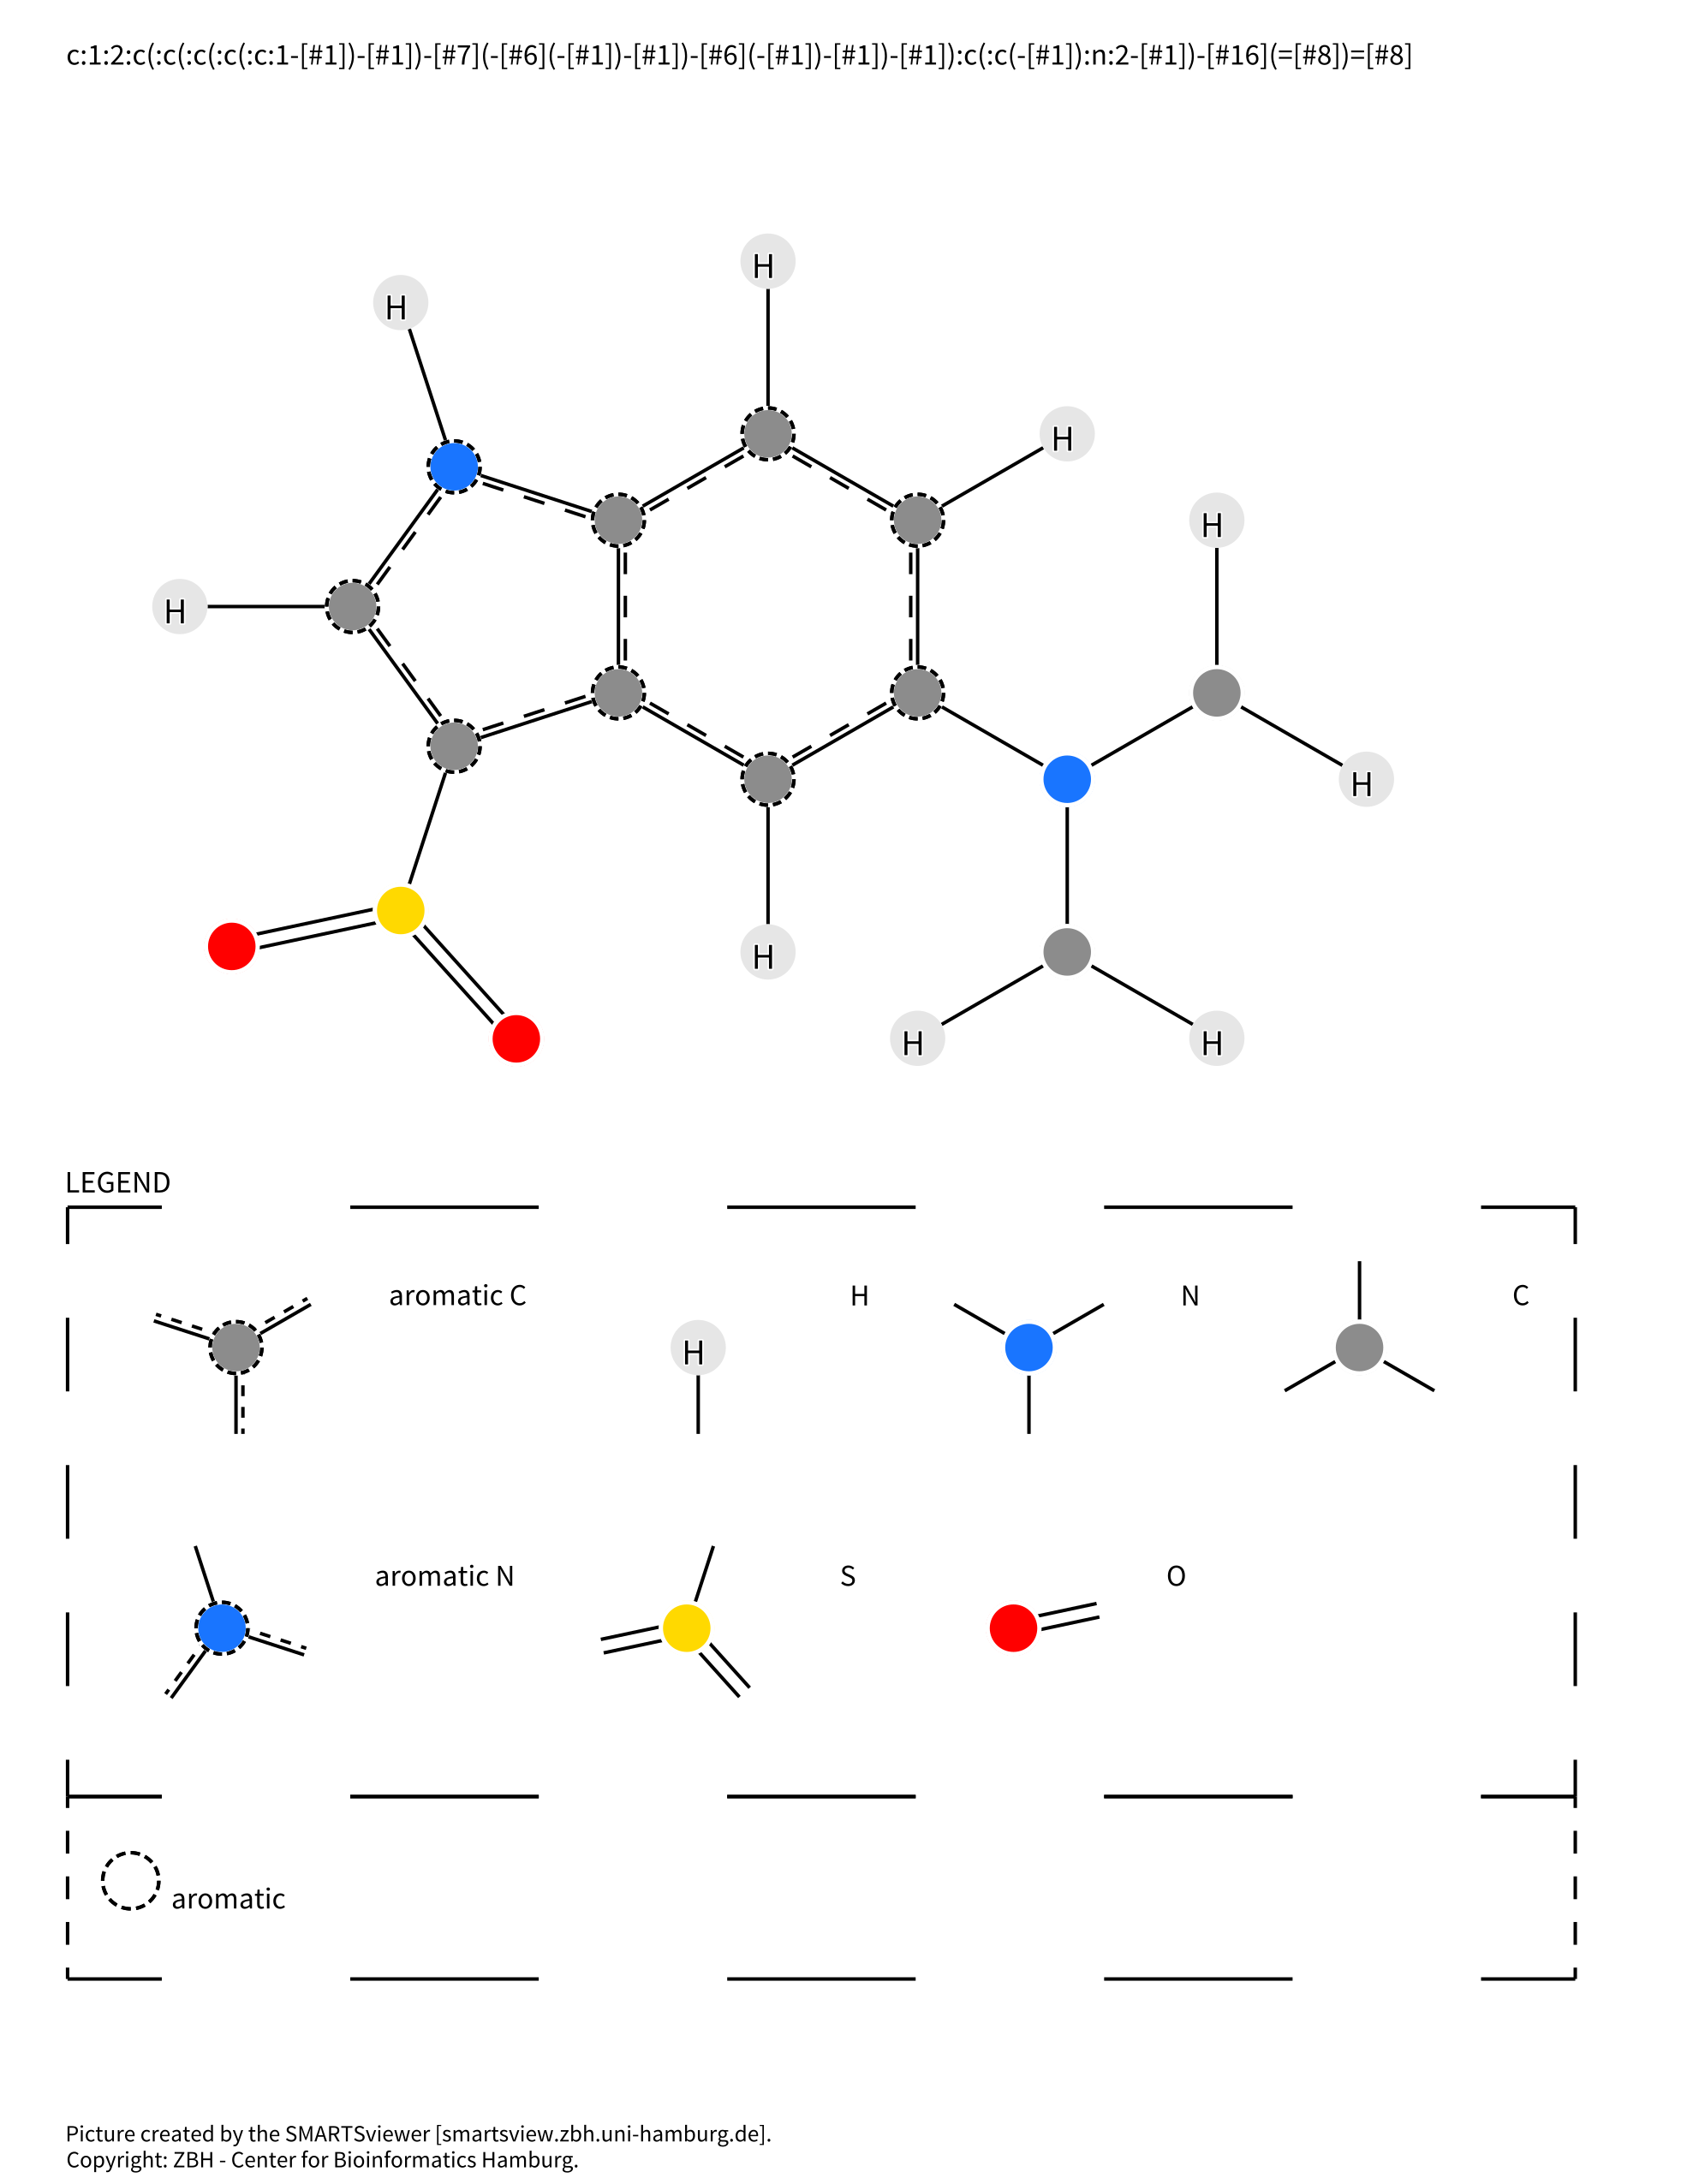 c:1:2:c(:c(:c(:c(:c:1-[#1])-[#1])-[#7](-[#6](-[#1])-[#1])-[#6](-[#1])-[#1])-[#1]):c(:c(-[#1]):n:2-[#1])-[#16](=[#8])=[#8]
H
H
H
H
H
H
H
H
H
LEGEND
aromatic C
H
H
N
C
aromatic N
S
O
aromatic
Picture created by the SMARTSviewer [smartsview.zbh.uni-hamburg.de].
Copyright: ZBH - Center for Bioinformatics Hamburg.